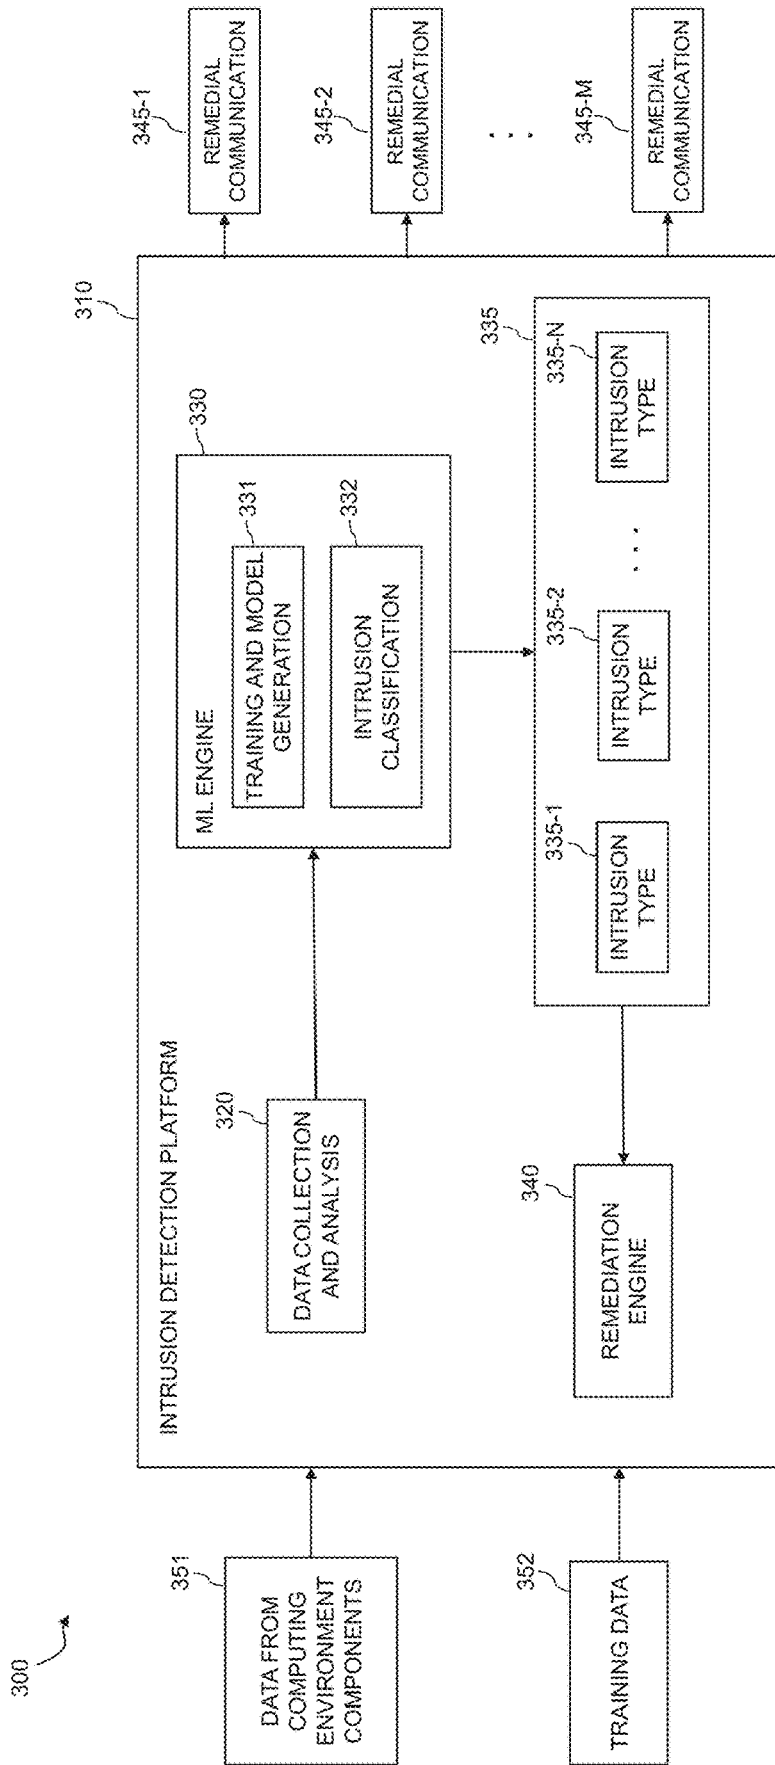 300
351
DATA FROM
COMPUTING
ENVIRONMENT
COMPONENTS
352
TRAINING DATA
310
INTRUSION DETECTION PLATFORM
320
DATA COLLECTION
AND ANALYSIS
330
ML ENGINE
331
TRAINING AND MODEL
GENERATION
332
INTRUSION
CLASSIFICATION
335
335-1
INTRUSION
TYPE
335-2
INTRUSION
TYPE
. . .
335-N
INTRUSION
TYPE
340
REMEDIATION
ENGINE
345-1
REMEDIAL
COMMUNICATION
345-2
REMEDIAL
COMMUNICATION
. . .
345-M
REMEDIAL
COMMUNICATION